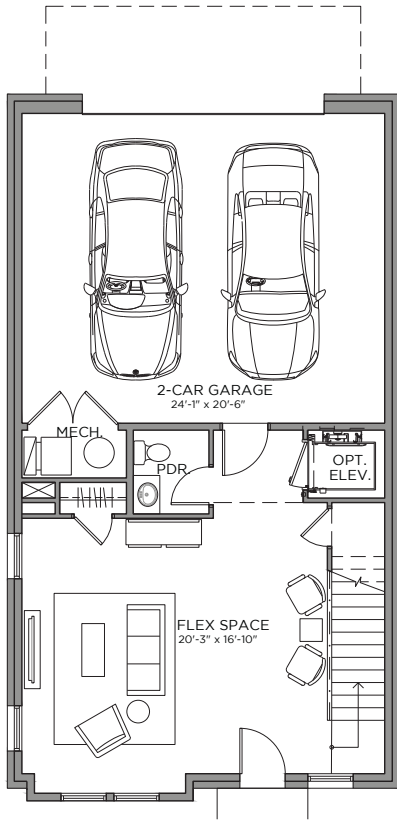 2-CAR GARAGE
24'-1" x 20'-6"
MECH.
PDR.
OPT.
ELEV.
FLEX SPACE
20'-3" x 16'-10"